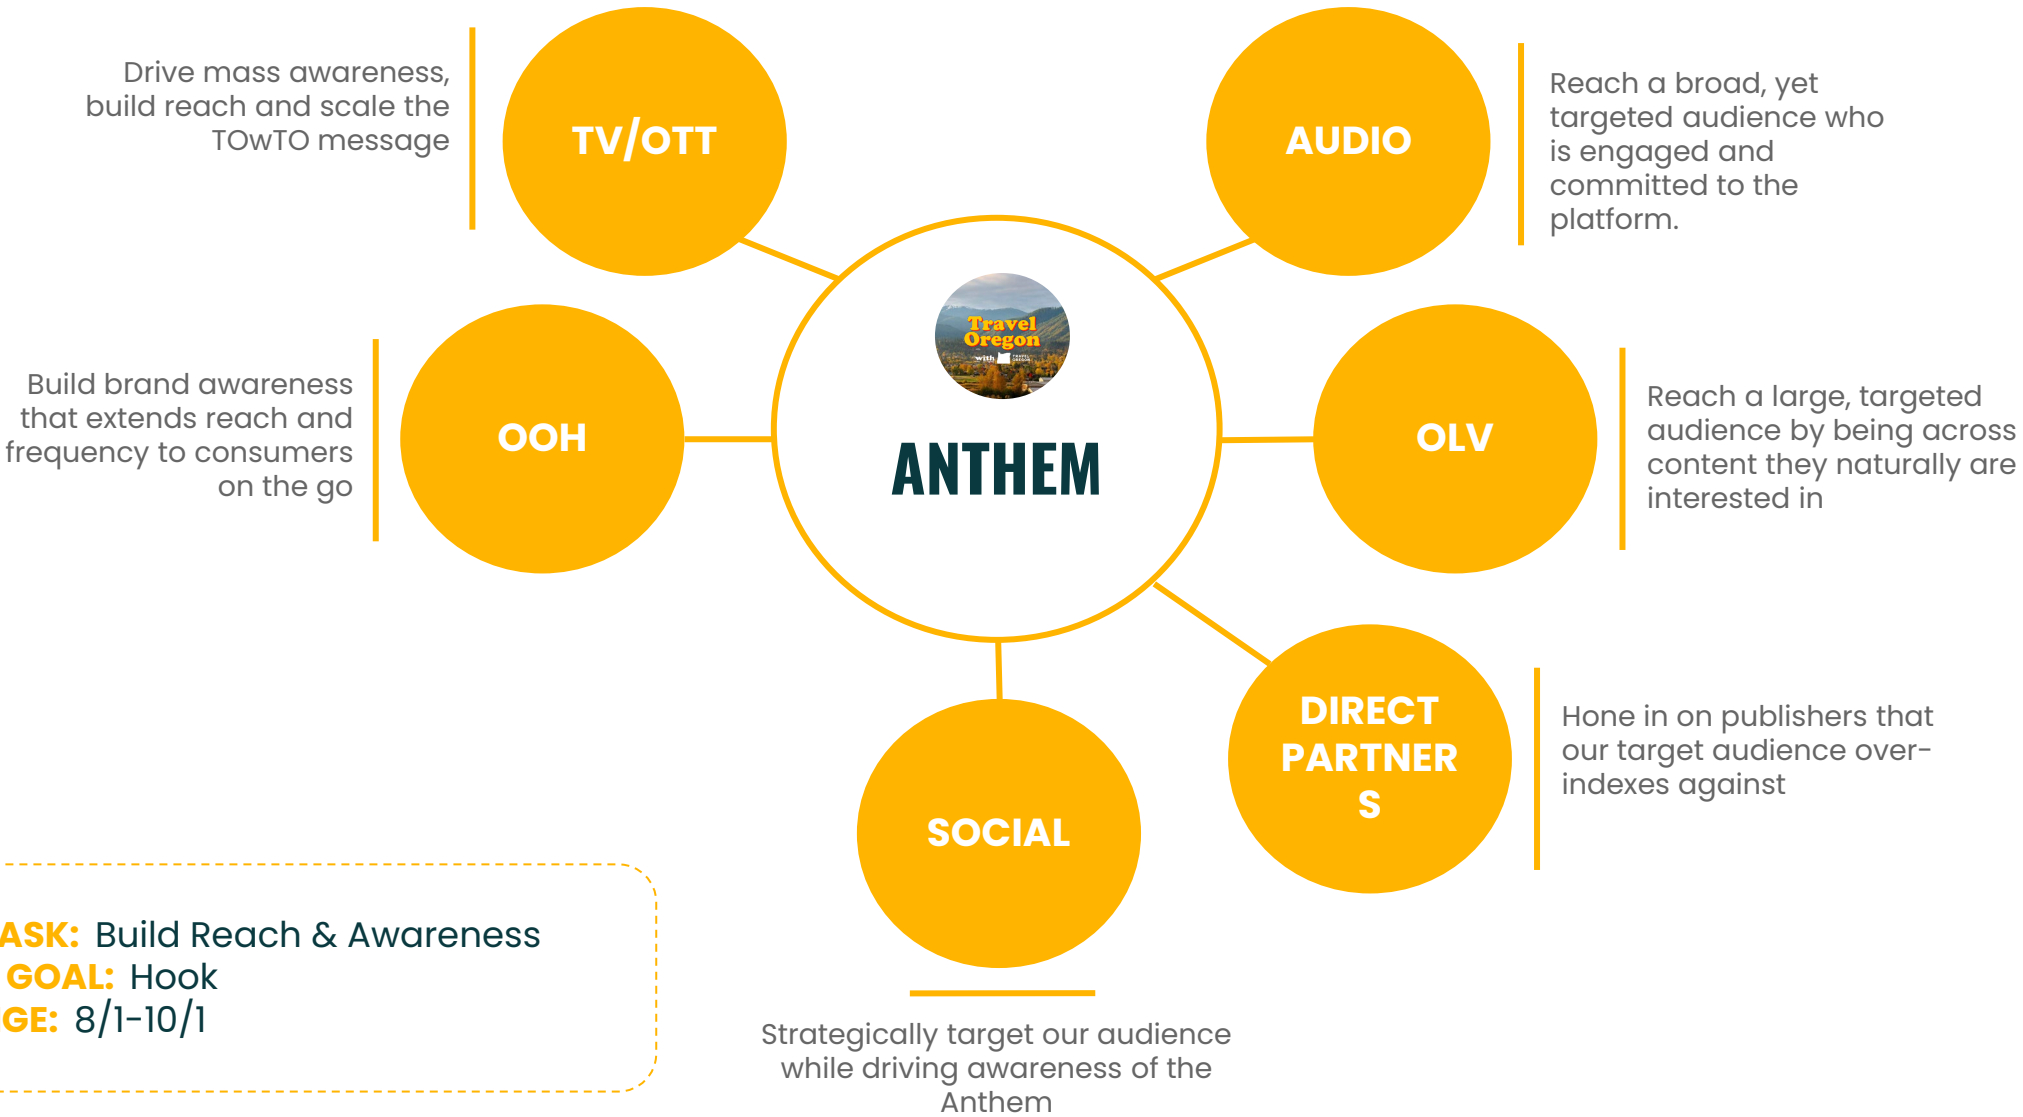 Drive mass awareness,
build reach and scale the
TOwTO message
TV/OTT
AUDIO
Reach a broad, yet
targeted audience who
is engaged and
committed to the
platform.
Travel
Oregon
with TRAVEL
OREGON
ANTHEM
Build brand awareness
that extends reach and
frequency to consumers
on the go
OOH
OLV
Reach a large, targeted
audience by being across
content they naturally are
interested in
DIRECT
PARTNER
S
Hone in on publishers that
our target audience over-
indexes against
SOCIAL
Strategically target our audience
while driving awareness of the
Anthem
ASK: Build Reach & Awareness
GOAL: Hook
GE: 8/1-10/1